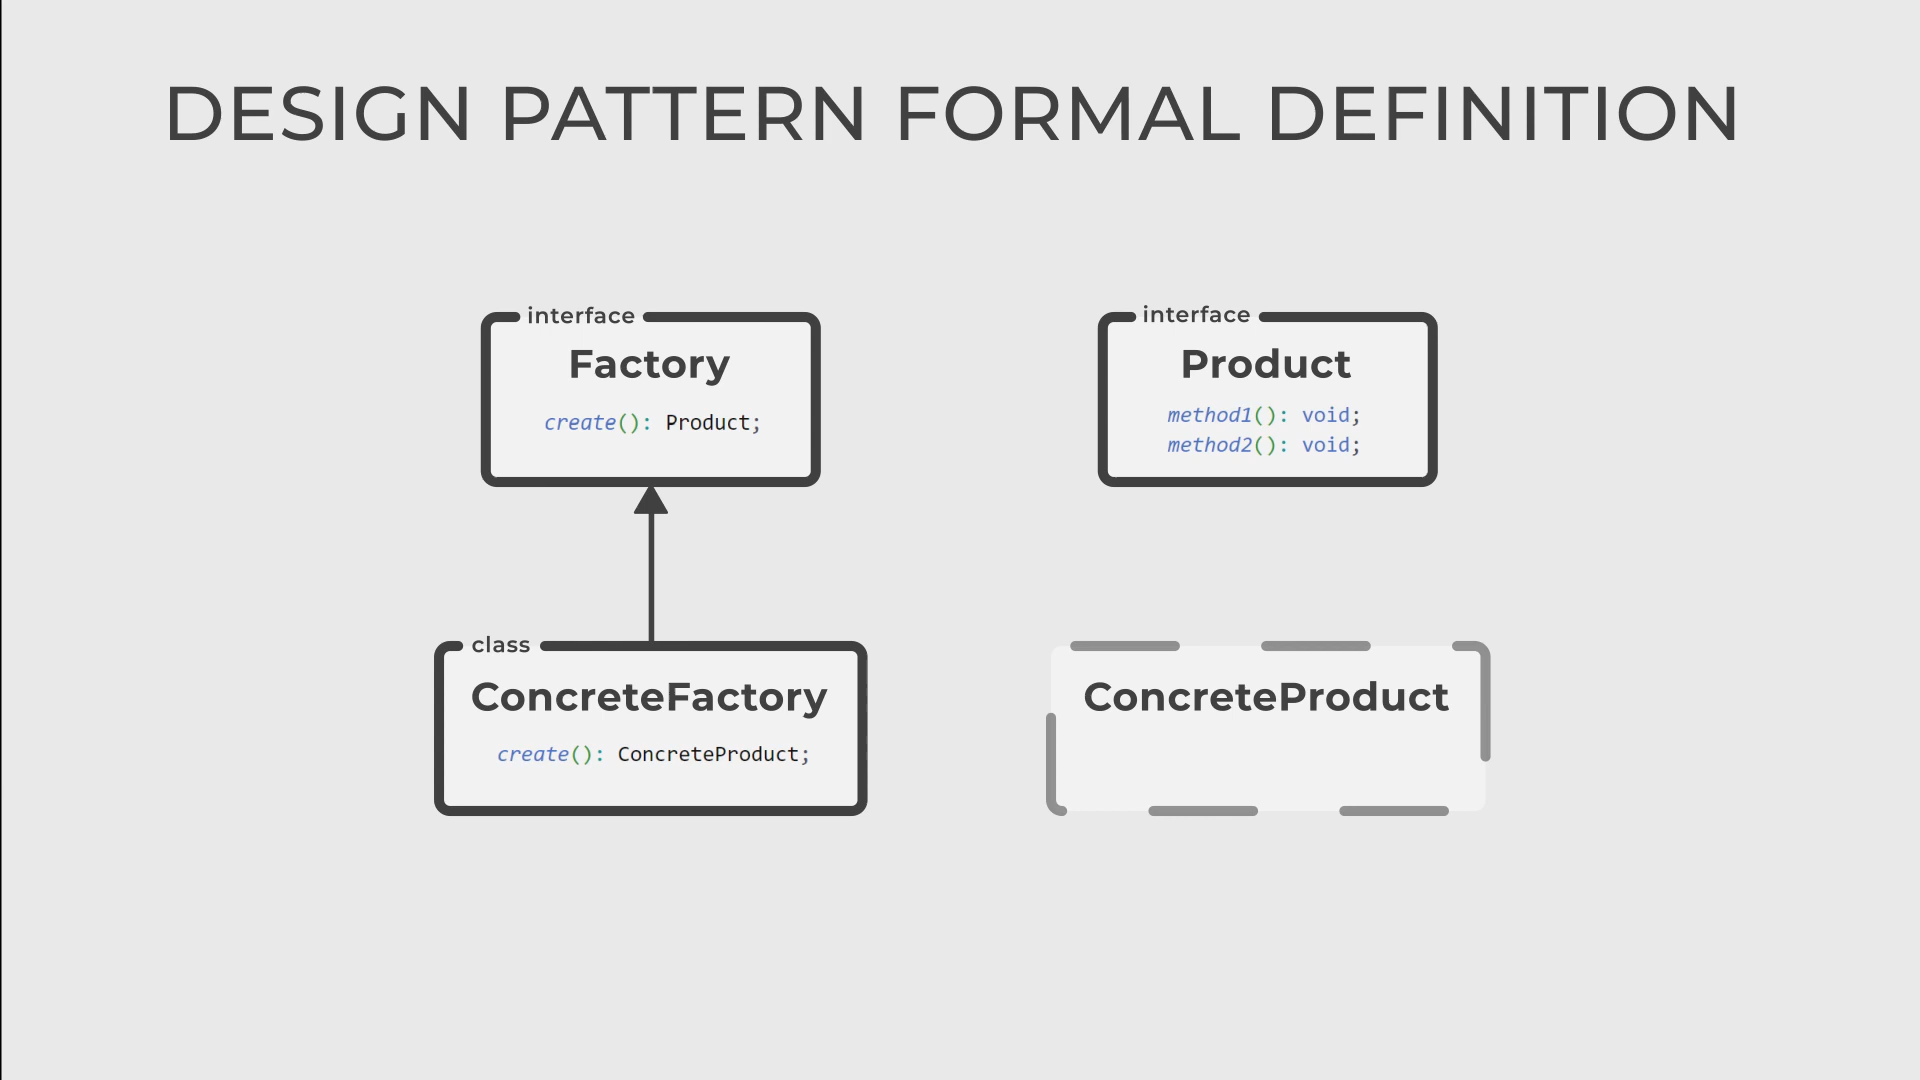 DESIGN PATTERN FORMAL DEFINITION
interface
Factory
create(): Product;
interface
Product
method1(): void;
method2(): void;
class
ConcreteFactory
create(): ConcreteProduct;
ConcreteProduct